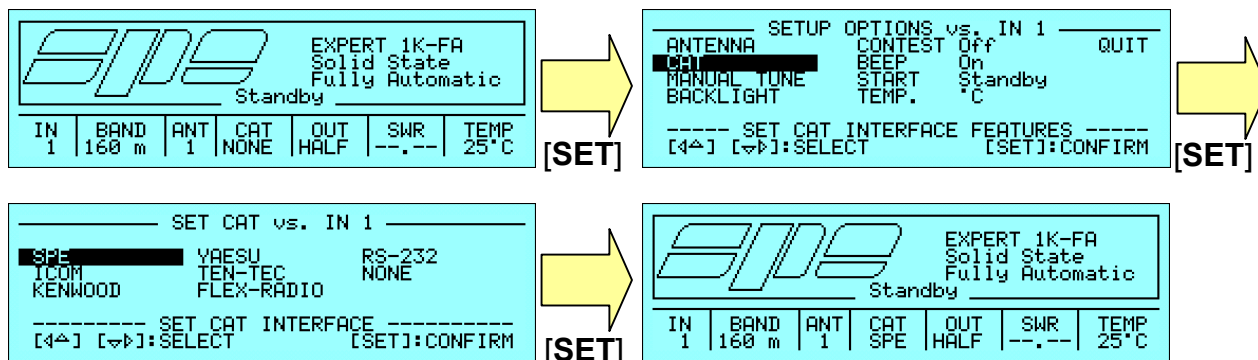 spe
EXPERT 1K-FA
Solid State
Fully Automatic
Standby
IN BAND ANT CAT OUT SWR TEMP
1 160 m 1 NONE HALF --.-- 25°C
[SET]
SETUP OPTIONS vs. IN 1
ANTENNA CONTEST Off QUIT
CAT BEEP On
MANUAL TUNE START Standby
BACKLIGHT TEMP. °C
----- SET CAT INTERFACE FEATURES -----
[◁△] [▽▷]:SELECT [SET]:CONFIRM
[SET]
SET CAT vs. IN 1
SPE YAESU RS-232
ICOM TEN-TEC NONE
KENWOOD FLEX-RADIO
--------- SET CAT INTERFACE ----------
[◁△] [▽▷]:SELECT [SET]:CONFIRM
[SET]
spe
EXPERT 1K-FA
Solid State
Fully Automatic
Standby
IN BAND ANT CAT OUT SWR TEMP
1 160 m 1 SPE HALF --.-- 25°C